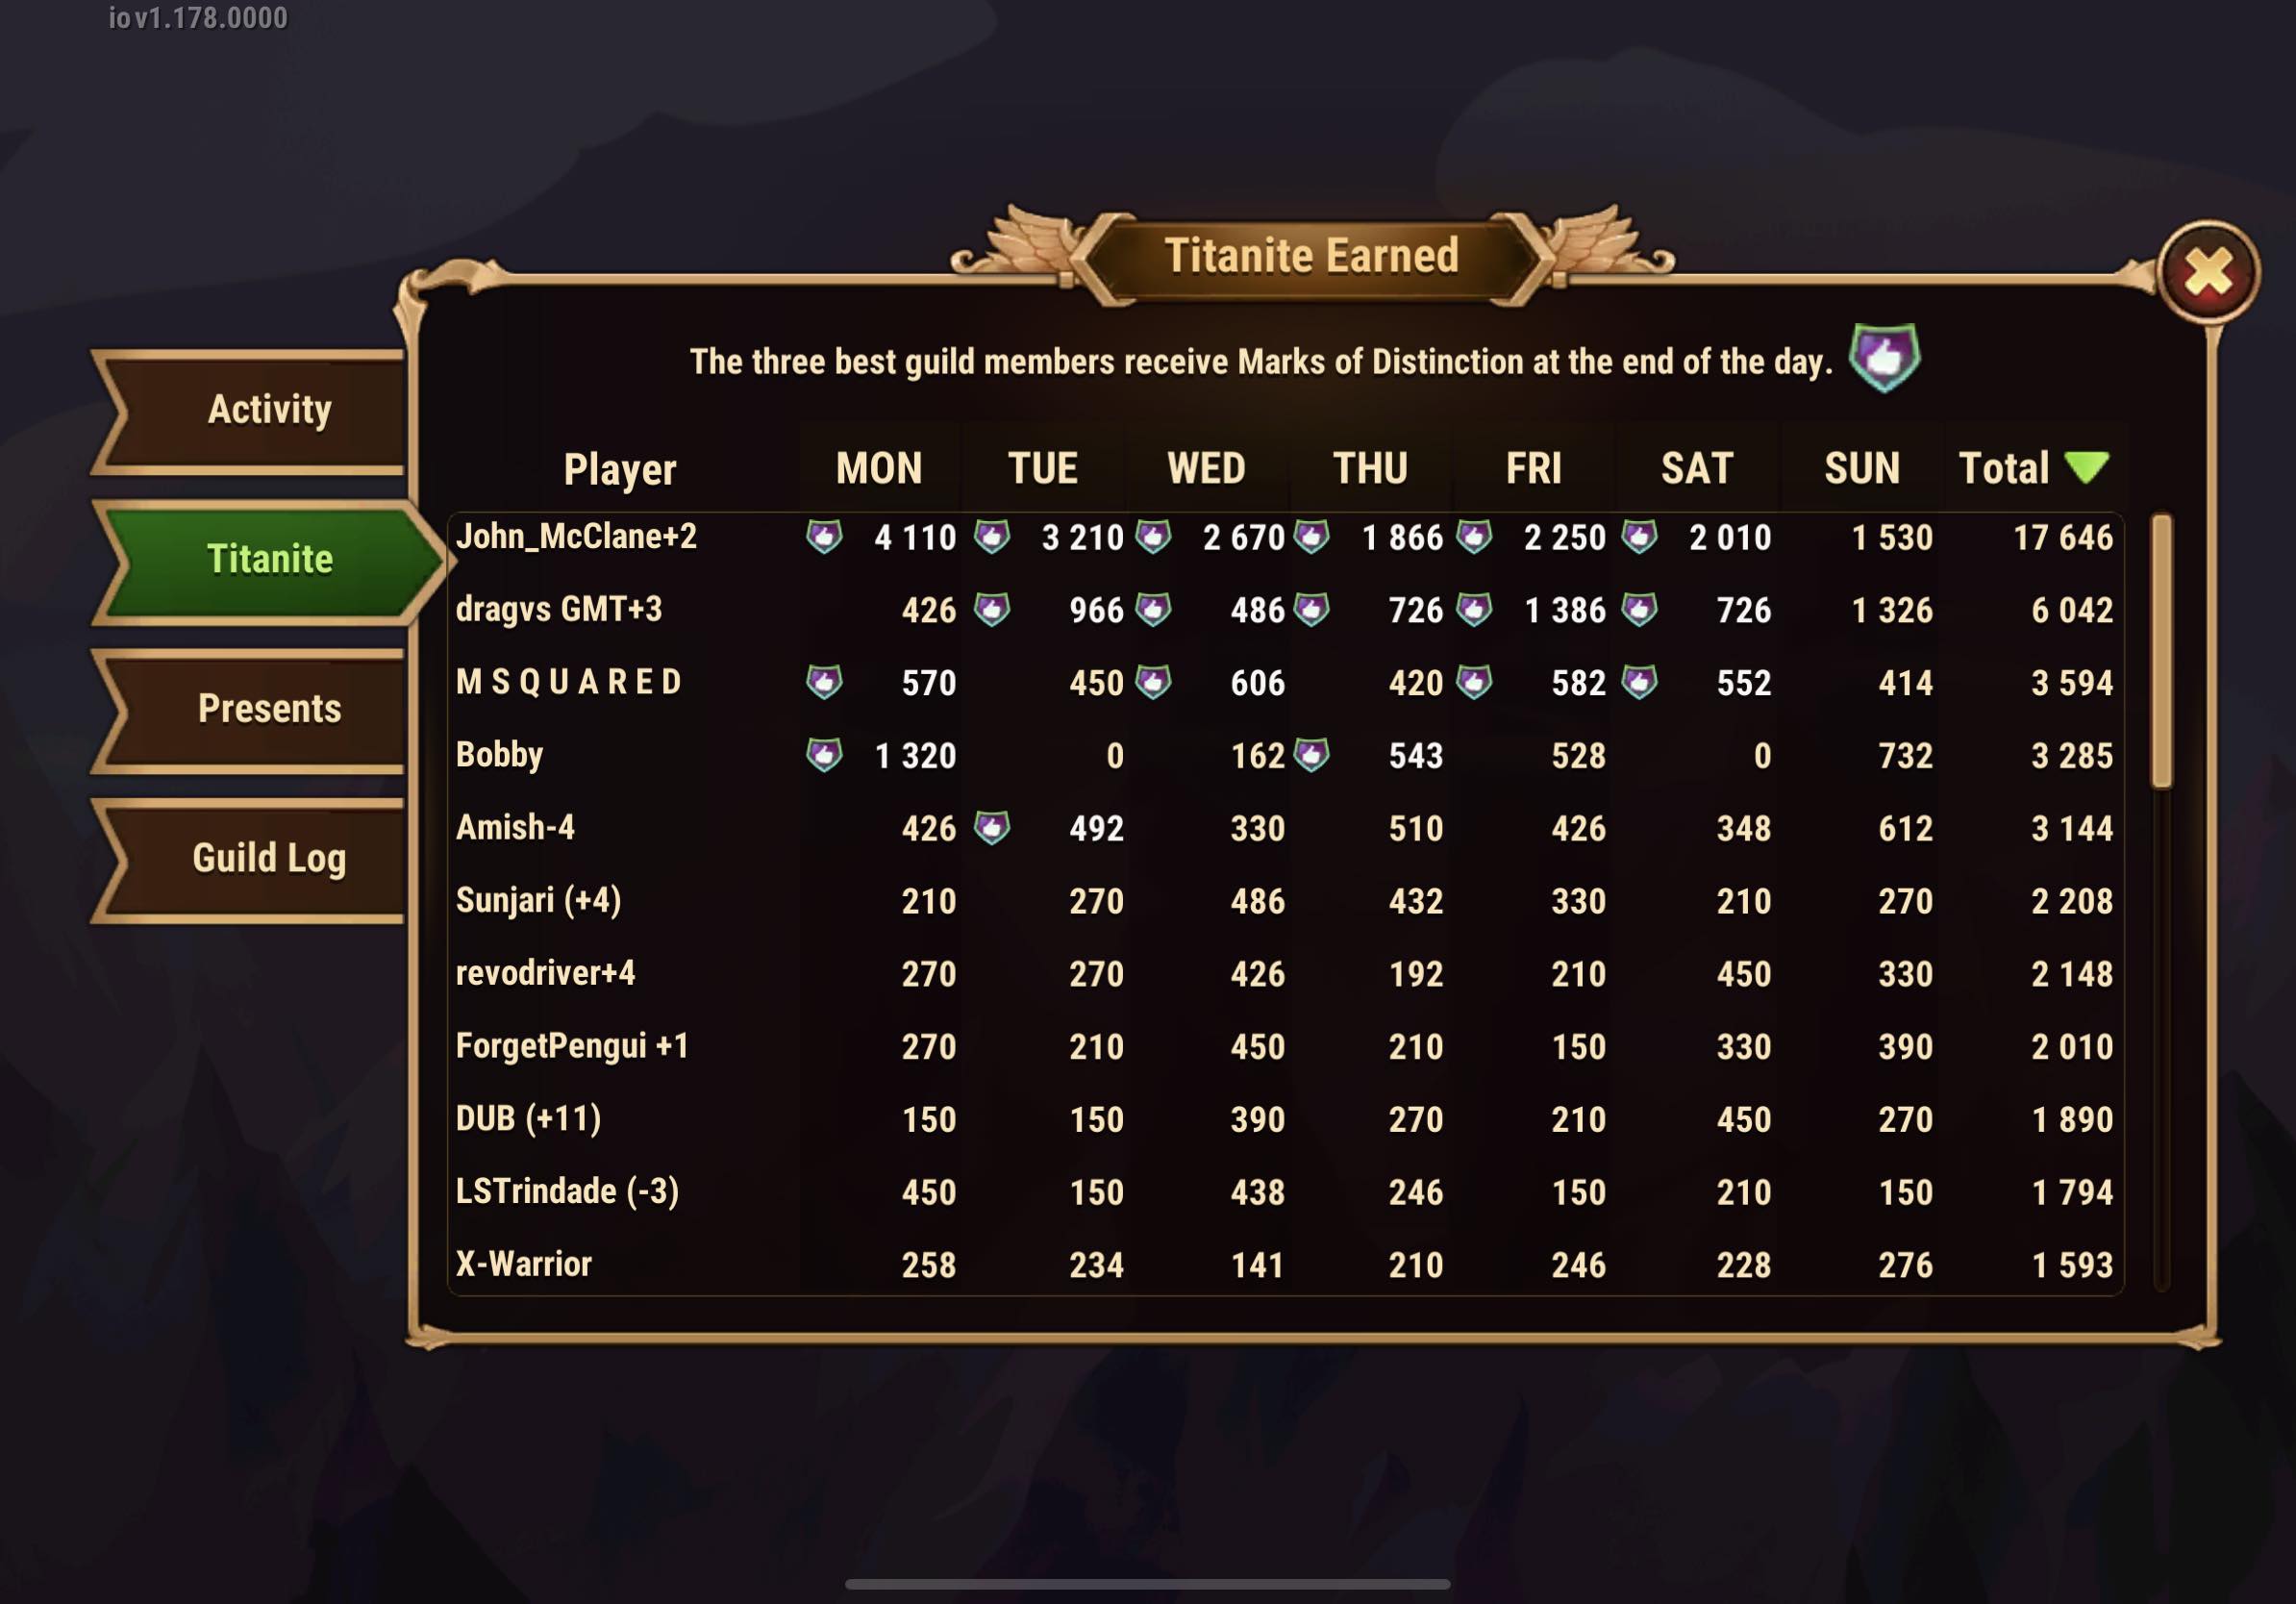 iov1.178.0000
Titanite Earned
The three best guild members receive Marks of Distinction at the end of the day.
Activity
Titanite
Presents
Guild Log
Player MON TUE WED THU FRI SAT SUN Total
John_McClane+2 4 110 3 210 2 670 1 866 2 250 2 010 1 530 17 646
dragvs GMT+3 426 966 486 726 1 386 726 1 326 6 042
M S Q U A R E D 570 450 606 420 582 552 414 3 594
Bobby 1 320 0 162 543 528 0 732 3 285
Amish-4 426 492 330 510 426 348 612 3 144
Sunjari (+4) 210 270 486 432 330 210 270 2 208
revodriver+4 270 270 426 192 210 450 330 2 148
ForgetPengui +1 270 210 450 210 150 330 390 2 010
DUB (+11) 150 150 390 270 210 450 270 1 890
LSTrindade (-3) 450 150 438 246 150 210 150 1 794
X-Warrior 258 234 141 210 246 228 276 1 593